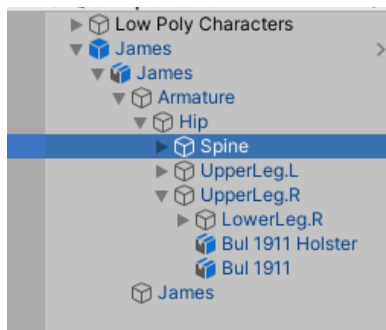 Low Poly Characters
James
James
Armature
Hip
Spine
UpperLeg.L
UpperLeg.R
LowerLeg.R
Bul 1911 Holster
Bul 1911
James